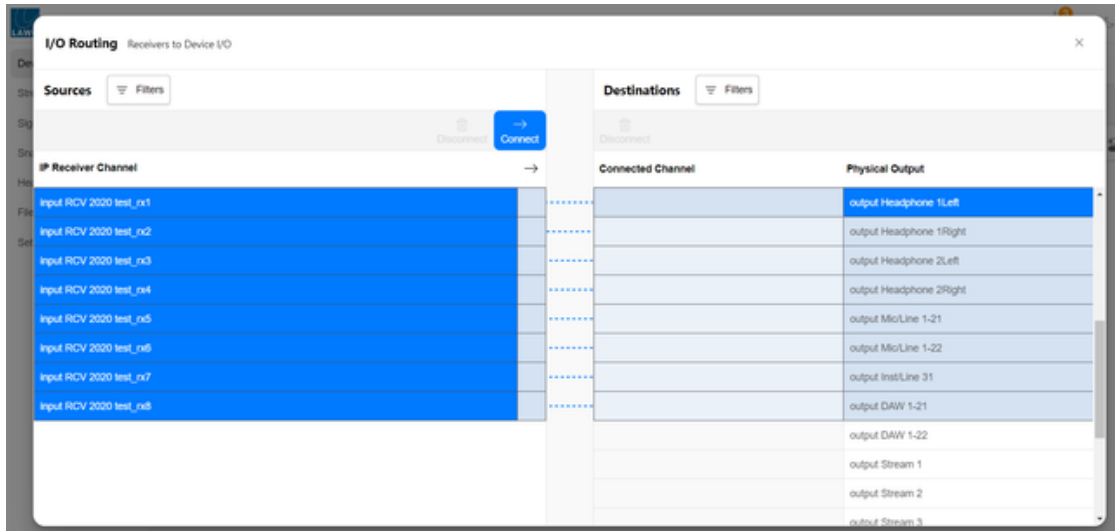 I/O Routing Receivers to Device I/O
Sources Filters
Destinations Filters
Disconnect Connect
Disconnect
IP Receiver Channel
Connected Channel Physical Output
input RCV 2020 test_rx1 output Headphone 1Left
input RCV 2020 test_rx2 output Headphone 1Right
input RCV 2020 test_rx3 output Headphone 2Left
input RCV 2020 test_rx4 output Headphone 2Right
input RCV 2020 test_rx5 output Mic/Line 1-21
input RCV 2020 test_rx6 output Mic/Line 1-22
input RCV 2020 test_rx7 output Inst/Line 31
input RCV 2020 test_rx8 output DAW 1-21
output DAW 1-22
output Stream 1
output Stream 2
output Stream 3